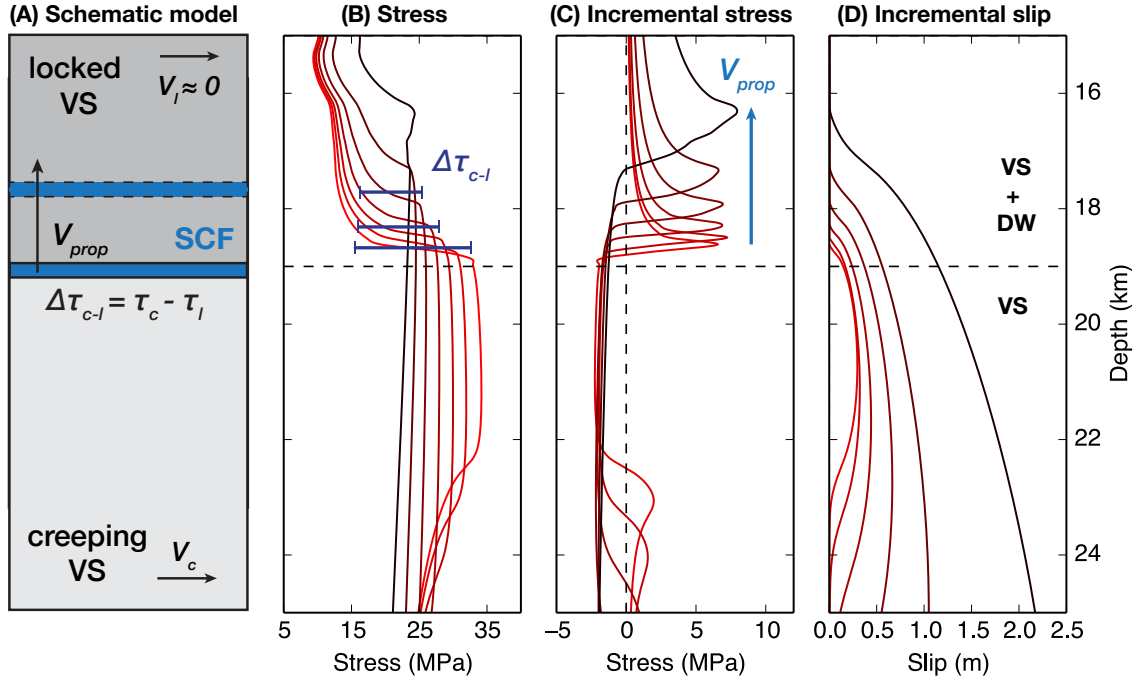 (A) Schematic model
(B) Stress
(C) Incremental stress
(D) Incremental slip
locked
VS
V_l ≈ 0
V_prop
SCF
Δτ_c-l = τ_c - τ_l
creeping
VS
V_c
Δτ_c-l
5 15 25 35
Stress (MPa)
V_prop
−5 0 5 10
Stress (MPa)
VS
+
DW
VS
0.0 0.5 1.0 1.5 2.0 2.5
Slip (m)
16
18
20
22
24
Depth (km)